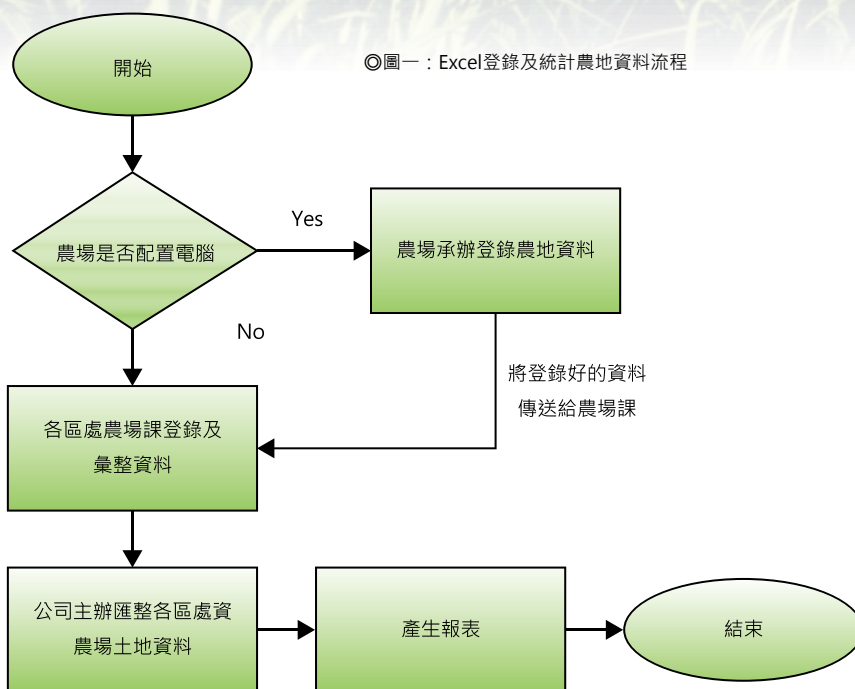 開始
◎圖一：Excel登錄及統計農地資料流程
農場是否配置電腦
Yes
農場承辦登錄農地資料
No
將登錄好的資料
傳送給農場課
各區處農場課登錄及
彙整資料
公司主辦匯整各區處資
農場土地資料
產生報表
結束